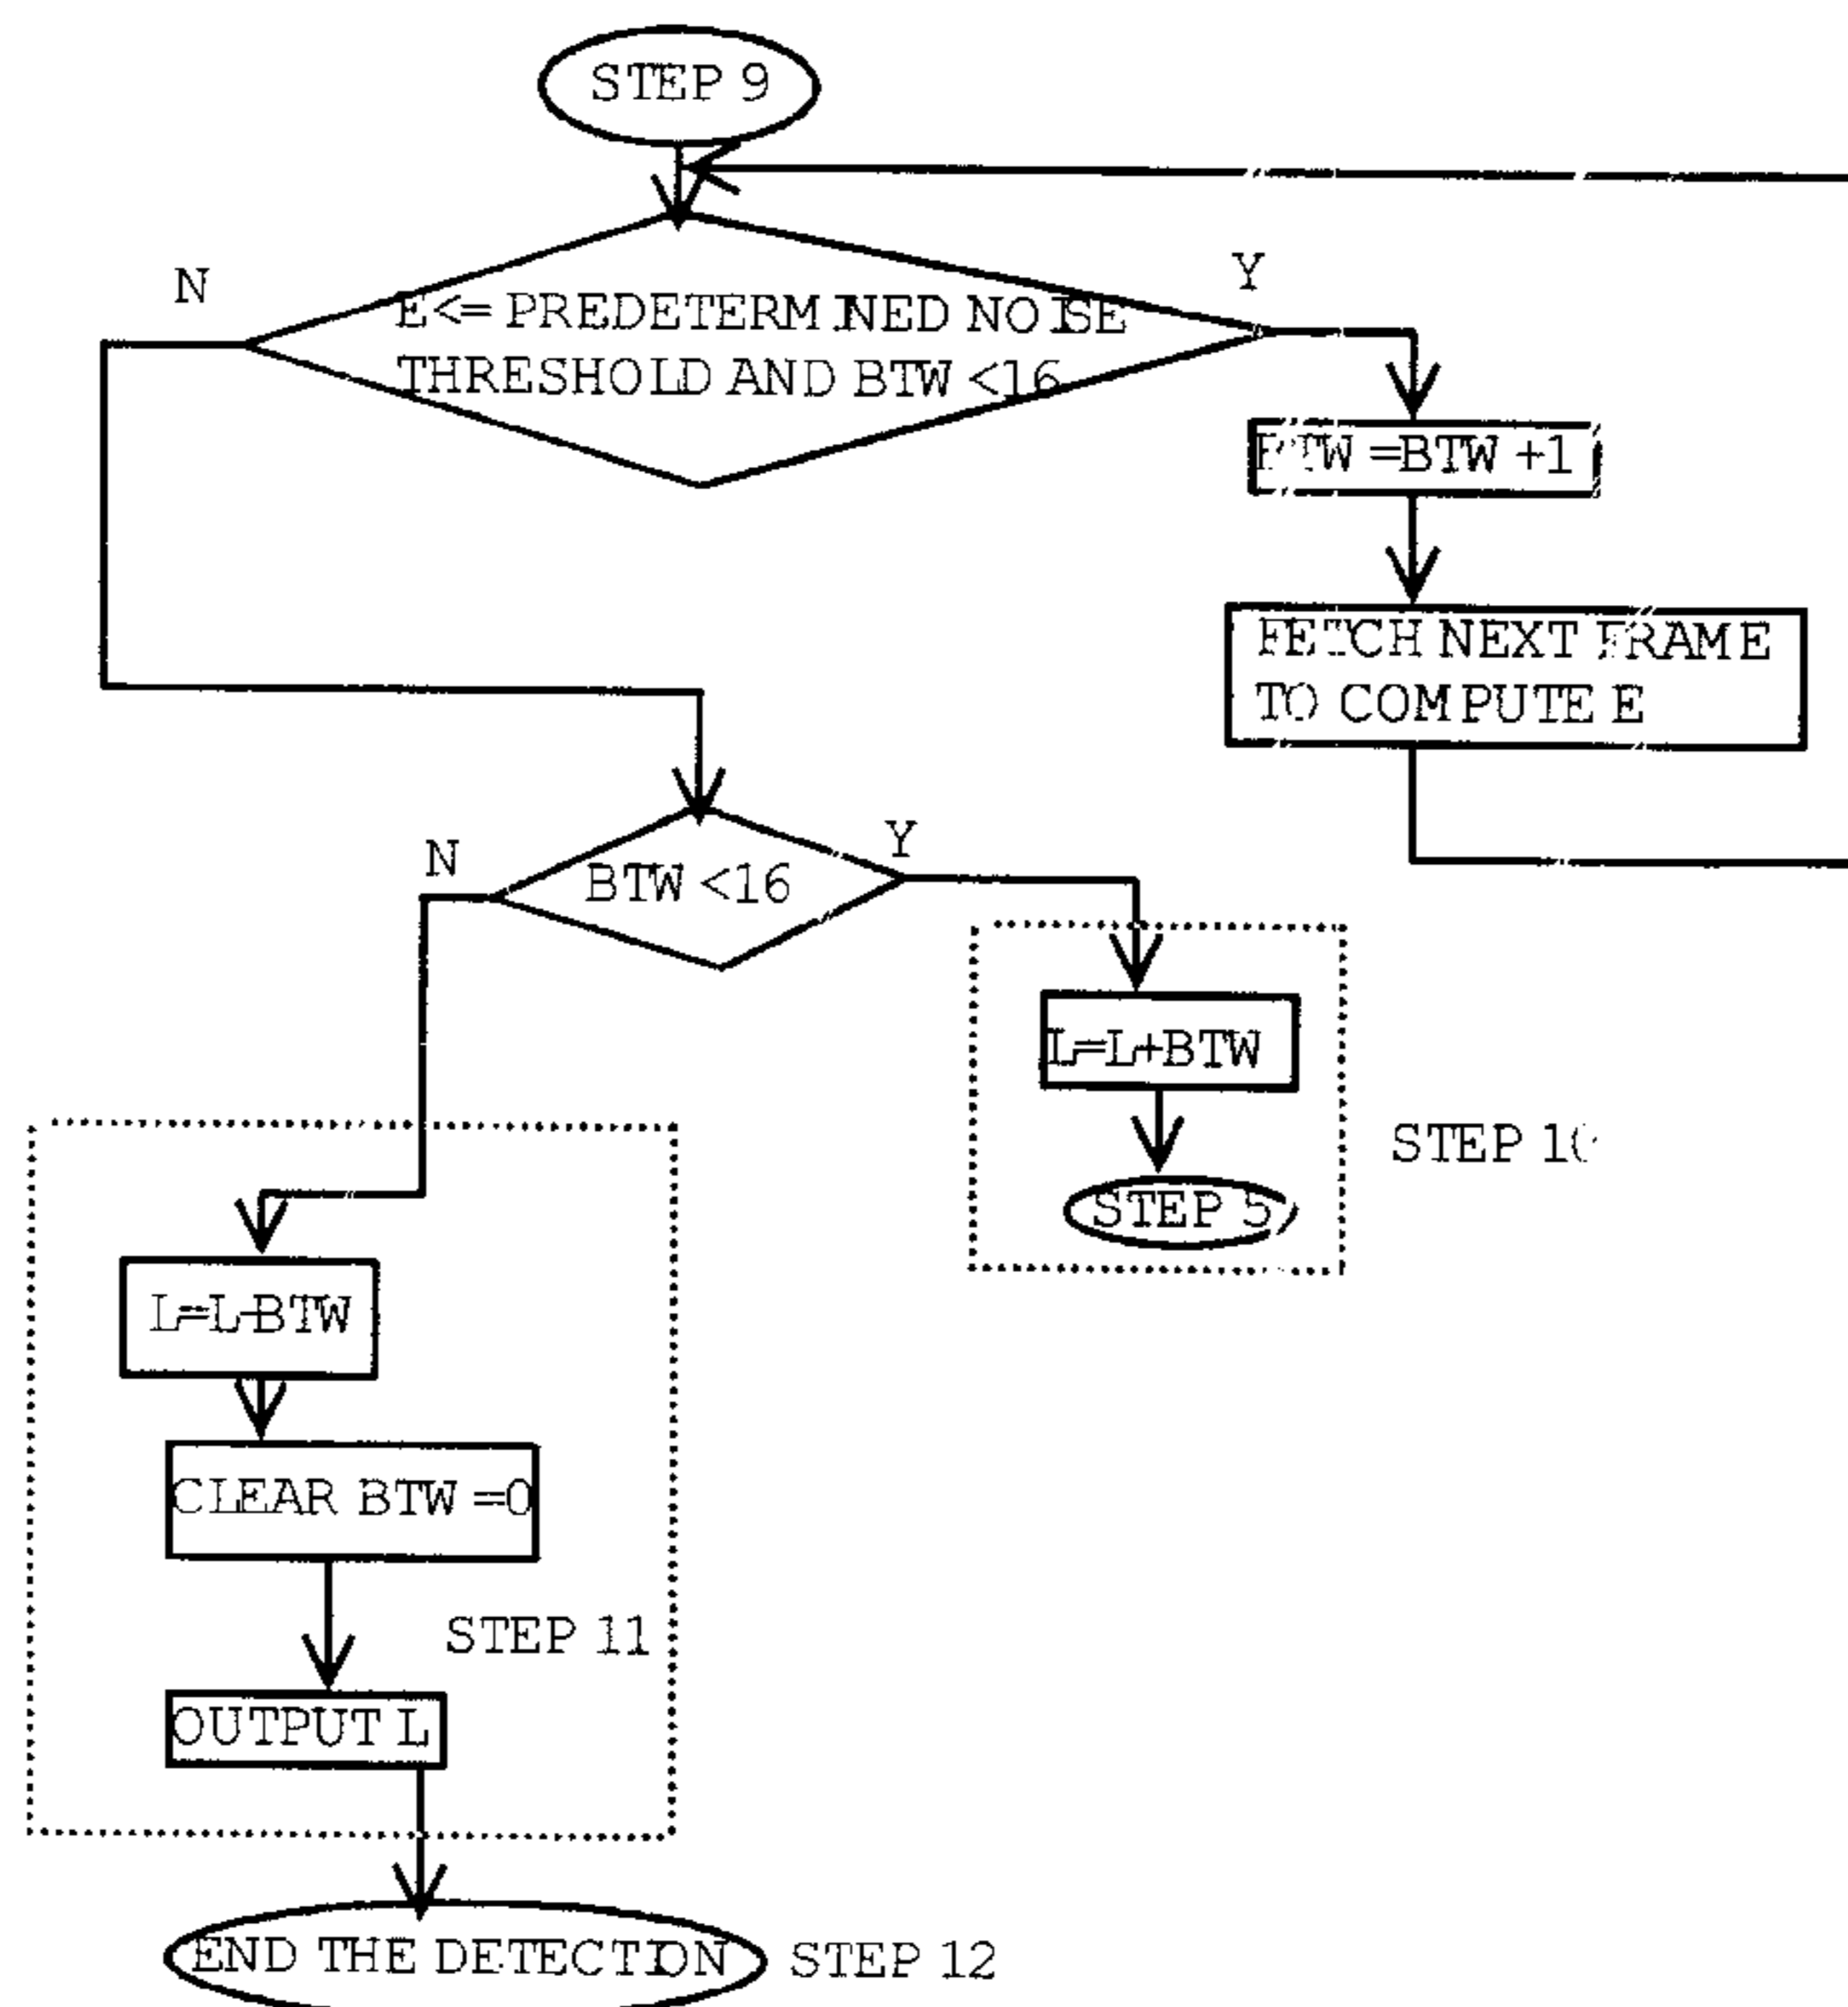 STEP 9
N
Y
E<= PREDETERMINED NOISE
THRESHOLD AND BTW <16
BTW =BTW +1
FETCH NEXT FRAME
TO COMPUTE E
N
Y
BTW <16
L=L+BTW
STEP 10
STEP 5
L=L-BTW
CLEAR BTW =0
STEP 11
OUTPUT L
END THE DETECTION
STEP 12